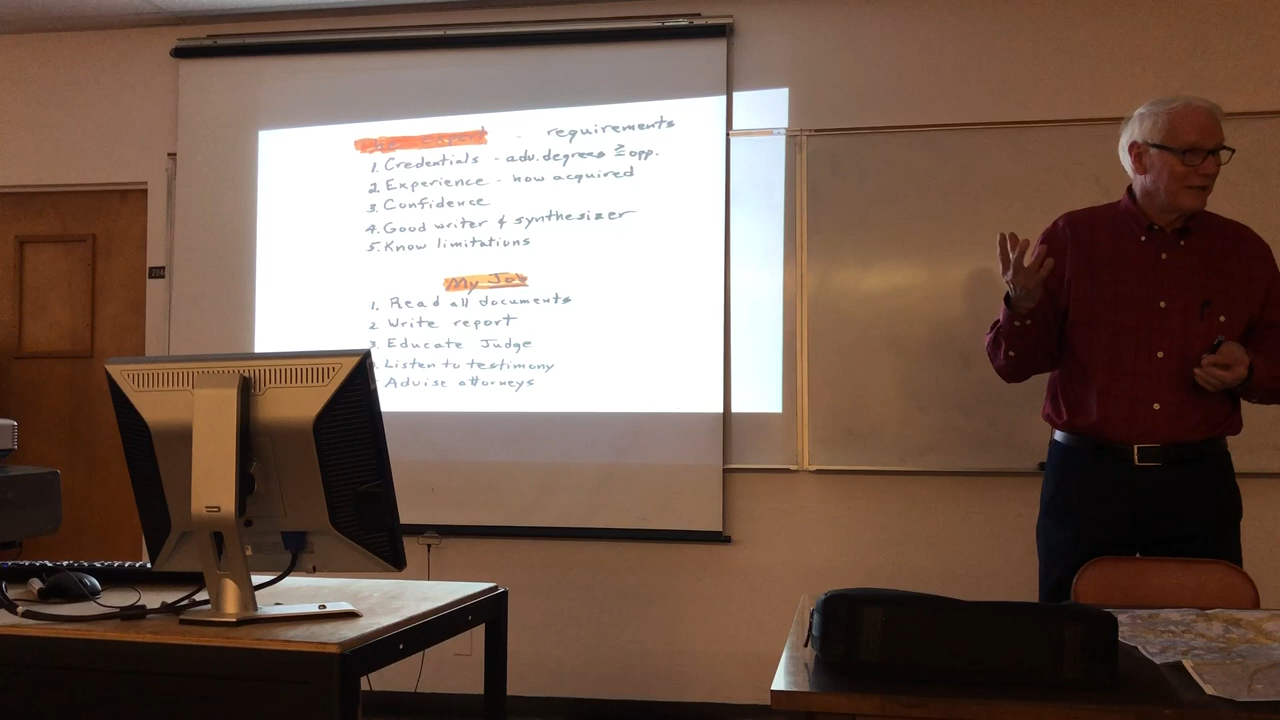 - requirements
1. Credentials - adv. degrees ≥ opp.
2. Experience - how acquired
3. Confidence
4. Good writer & synthesizer
5. Know limitations
My Job
1. Read all documents
2. Write report
3. Educate Judge
Listen to testimony
Advise attorneys